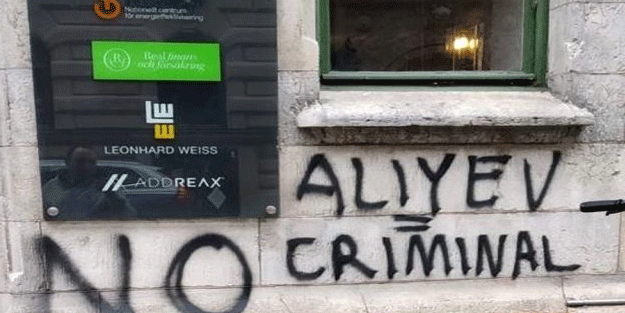 Nationellt centrum
för energieffektivisering
Real finans
och försäkring
LEONHARD WEISS
ADDREAX
ALIYEV
=
NO CRIMINAL